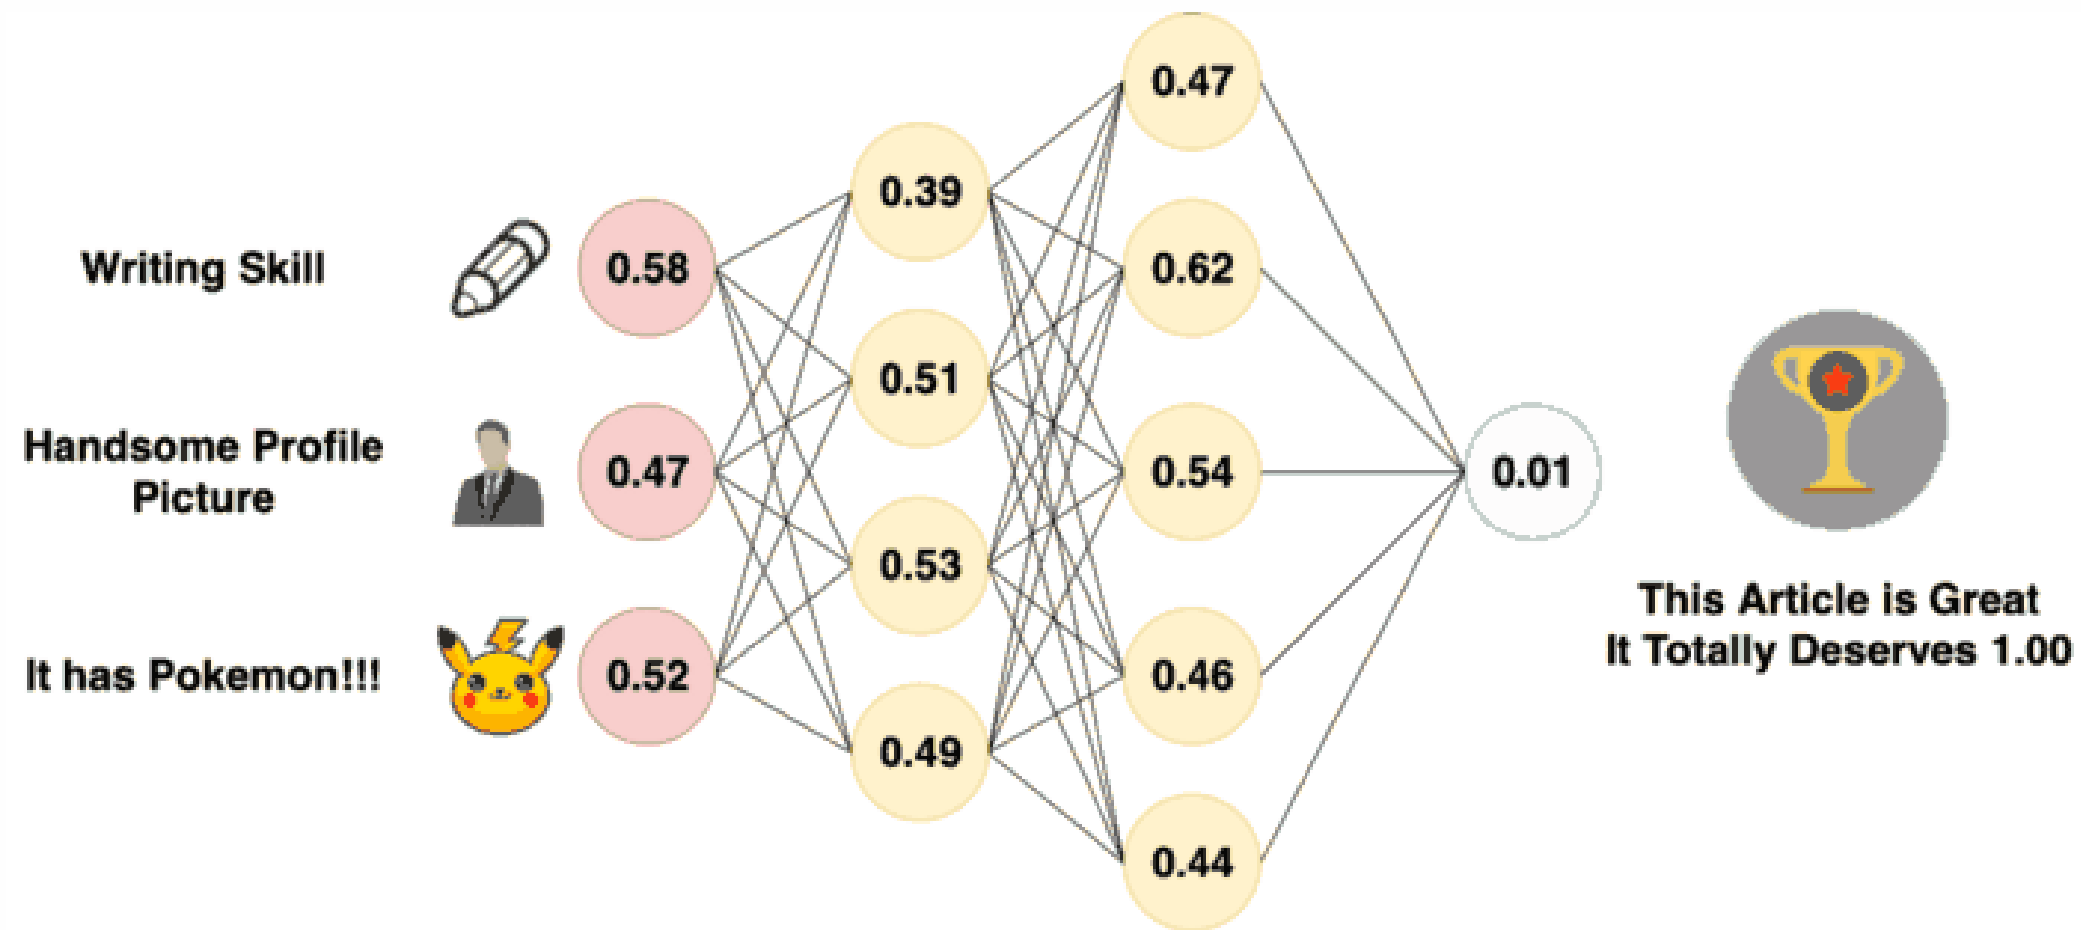 Writing Skill
Handsome Profile
Picture
It has Pokemon!!!
0.58
0.47
0.52
0.39
0.51
0.53
0.49
0.47
0.62
0.54
0.46
0.44
0.01
This Article is Great
It Totally Deserves 1.00